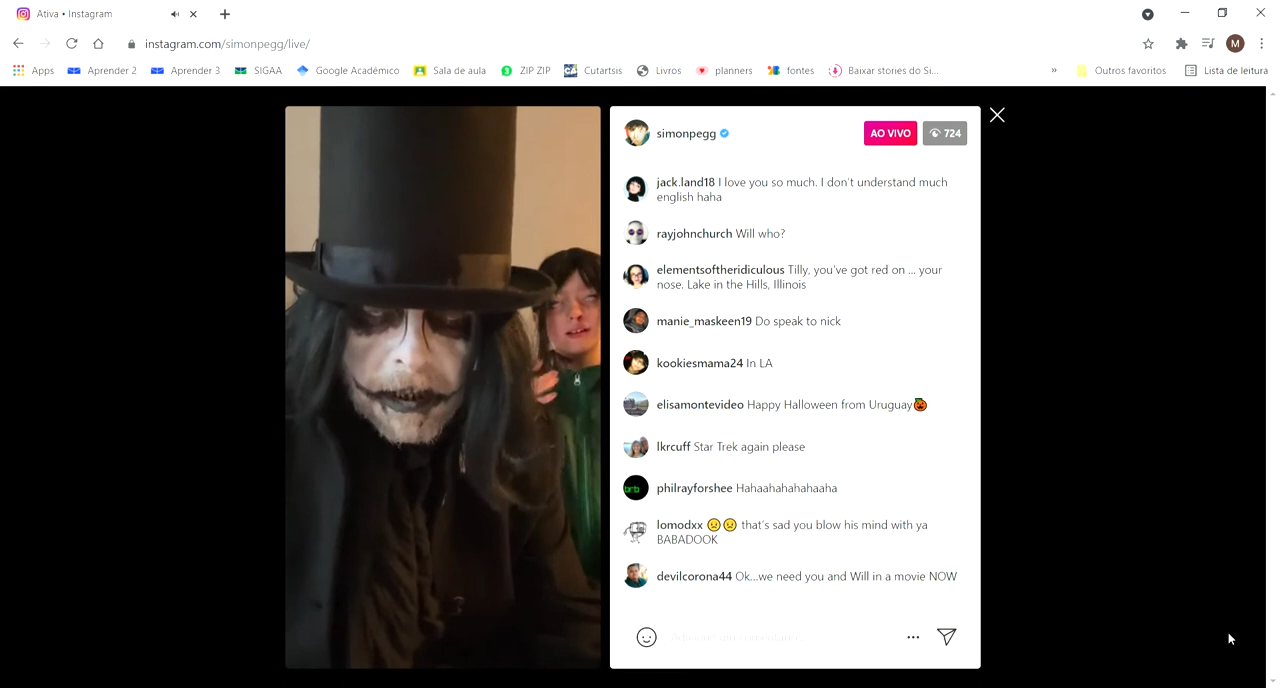 Ativa • Instagram
instagram.com/simonpegg/live/
M
Apps
Aprender 2
Aprender 3
SIGAA
Google Acadêmico
Sala de aula
ZIP ZIP
Cutartsis
Livros
planners
fontes
Baixar stories do Si...
»
Outros favoritos
Lista de leitura
simonpegg
AO VIVO
724
jack.land18 I love you so much. I don't understand much
english haha
rayjohnchurch Will who?
elementsoftheridiculous Tilly, you've got red on ... your
nose. Lake in the Hills, Illinois
manie_maskeen19 Do speak to nick
kookiesmama24 In LA
elisamontevideo Happy Halloween from Uruguay🎃
lkrcuff Star Trek again please
brb
philrayforshee Hahaahahahahaaha
lomodxx ☹️☹️ that's sad you blow his mind with ya
BABADOOK
devilcorona44 Ok...we need you and Will in a movie NOW
Adicione um comentário...